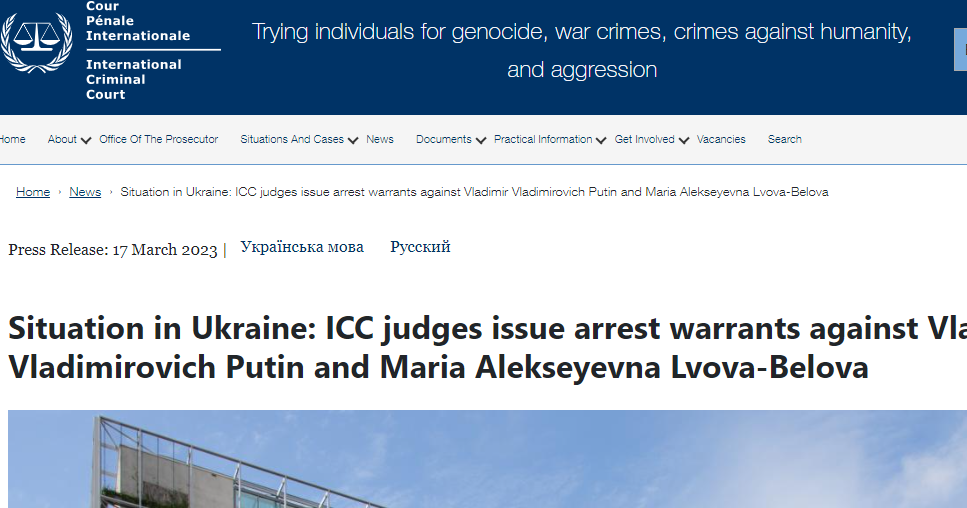 Cour
Pénale
Internationale
International
Criminal
Court
Trying individuals for genocide, war crimes, crimes against humanity,
and aggression
Home About Office Of The Prosecutor Situations And Cases News Documents Practical Information Get Involved Vacancies Search
Home › News › Situation in Ukraine: ICC judges issue arrest warrants against Vladimir Vladimirovich Putin and Maria Alekseyevna Lvova-Belova
Press Release: 17 March 2023 | Українська мова Русский
Situation in Ukraine: ICC judges issue arrest warrants against Vla
Vladimirovich Putin and Maria Alekseyevna Lvova-Belova